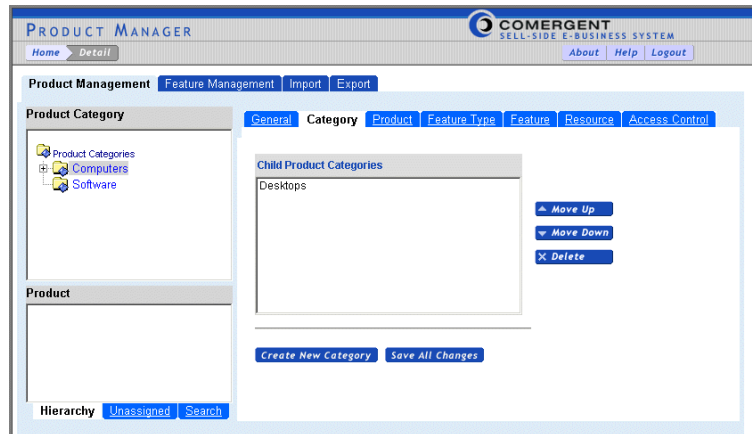 PRODUCT MANAGER
COMERGENT
SELL-SIDE E-BUSINESS SYSTEM
Home Detail
About Help Logout
Product Management Feature Management Import Export
Product Category
General Category Product Feature Type Feature Resource Access Control
Product Categories
Computers
Software
Child Product Categories
Desktops
Move Up
Move Down
Delete
Product
Create New Category Save All Changes
Hierarchy Unassigned Search